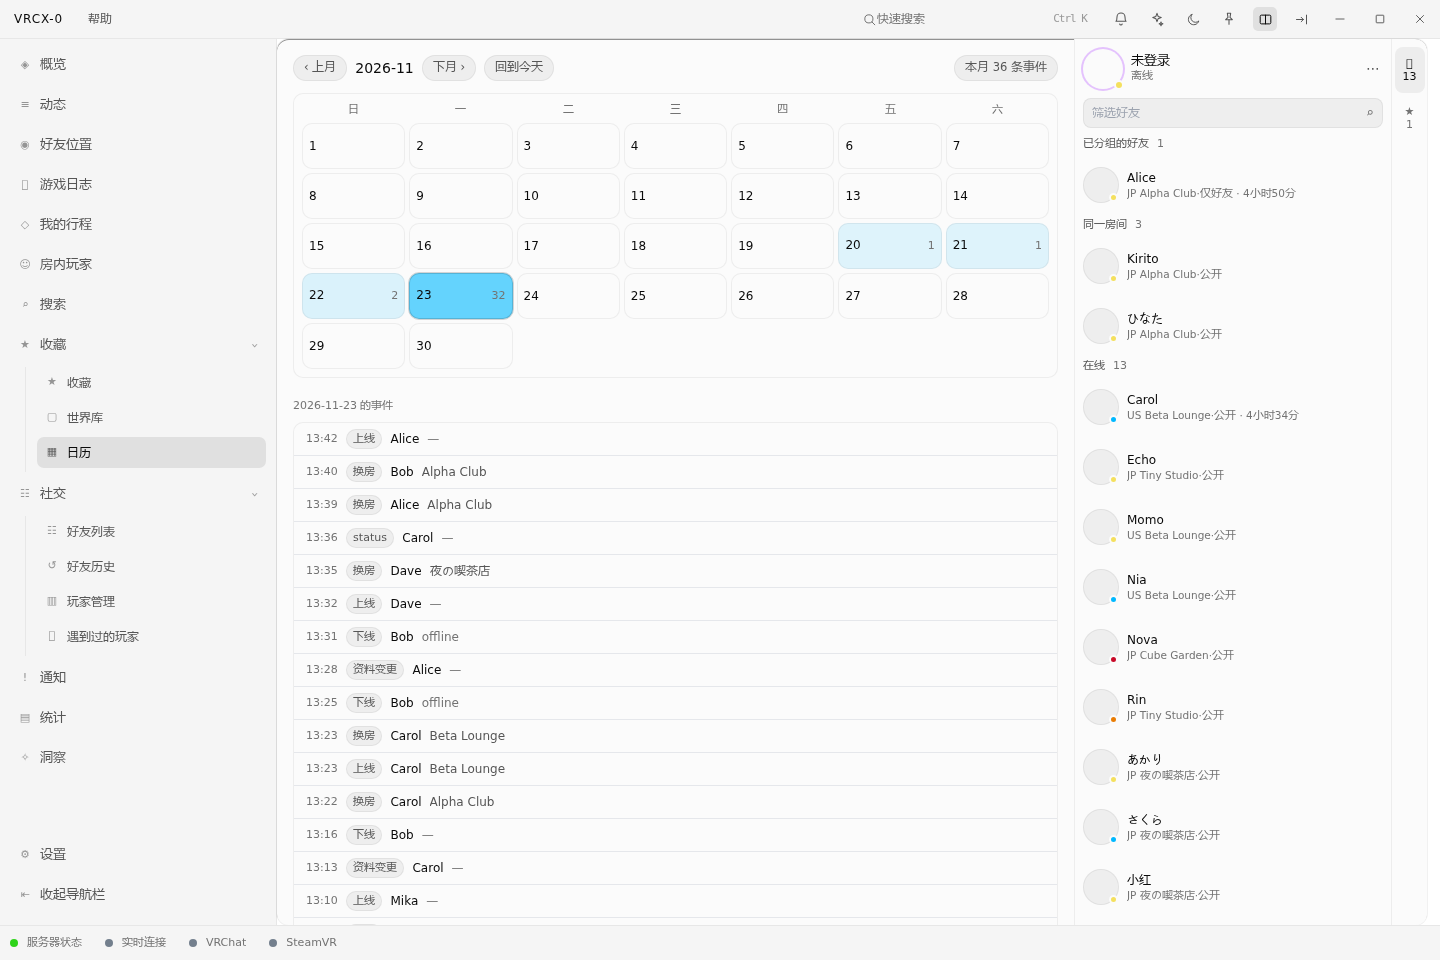 VRCX-0 帮助 快速搜索 Ctrl K
概览
动态
好友位置
游戏日志
我的行程
房内玩家
搜索
收藏
收藏
世界库
日历
社交
好友列表
好友历史
玩家管理
遇到过的玩家
通知
统计
洞察
设置
收起导航栏
‹ 上月 2026-11 下月 › 回到今天 本月 36 条事件
日 一 二 三 四 五 六
1 2 3 4 5 6 7
8 9 10 11 12 13 14
15 16 17 18 19 20 1 21 1
22 2 23 32 24 25 26 27 28
29 30
2026-11-23 的事件
13:42 上线 Alice —
13:40 换房 Bob Alpha Club
13:39 换房 Alice Alpha Club
13:36 status Carol —
13:35 换房 Dave 夜の喫茶店
13:32 上线 Dave —
13:31 下线 Bob offline
13:28 资料变更 Alice —
13:25 下线 Bob offline
13:23 换房 Carol Beta Lounge
13:23 上线 Carol Beta Lounge
13:22 换房 Carol Alpha Club
13:16 下线 Bob —
13:13 资料变更 Carol —
13:10 上线 Mika —
未登录
离线
筛选好友
已分组的好友 1
Alice
JP Alpha Club·仅好友 · 4小时50分
同一房间 3
Kirito
JP Alpha Club·公开
ひなた
JP Alpha Club·公开
在线 13
Carol
US Beta Lounge·公开 · 4小时34分
Echo
JP Tiny Studio·公开
Momo
US Beta Lounge·公开
Nia
US Beta Lounge·公开
Nova
JP Cube Garden·公开
Rin
JP Tiny Studio·公开
あかり
JP 夜の喫茶店·公开
さくら
JP 夜の喫茶店·公开
小红
JP 夜の喫茶店·公开
13
★
1
服务器状态 实时连接 VRChat SteamVR